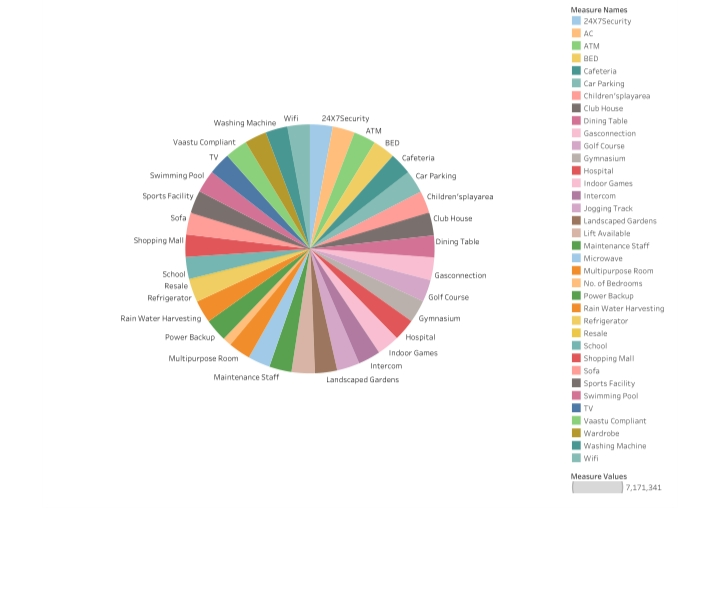 Measure Names
24X7Security
AC
ATM
BED
Cafeteria
Car Parking
Children'splayarea
Club House
Dining Table
Gasconnection
Golf Course
Gymnasium
Hospital
Indoor Games
Intercom
Jogging Track
Landscaped Gardens
Lift Available
Maintenance Staff
Microwave
Multipurpose Room
No. of Bedrooms
Power Backup
Rain Water Harvesting
Refrigerator
Resale
School
Shopping Mall
Sofa
Sports Facility
Swimming Pool
TV
Vaastu Compliant
Wardrobe
Washing Machine
Wifi
Measure Values
7,171,341
Wifi
24X7Security
Washing Machine
ATM
Vaastu Compliant
BED
TV
Cafeteria
Swimming Pool
Car Parking
Sports Facility
Children'splayarea
Sofa
Club House
Shopping Mall
Dining Table
School
Gasconnection
Resale
Refrigerator
Golf Course
Rain Water Harvesting
Gymnasium
Power Backup
Hospital
Multipurpose Room
Indoor Games
Intercom
Maintenance Staff
Landscaped Gardens